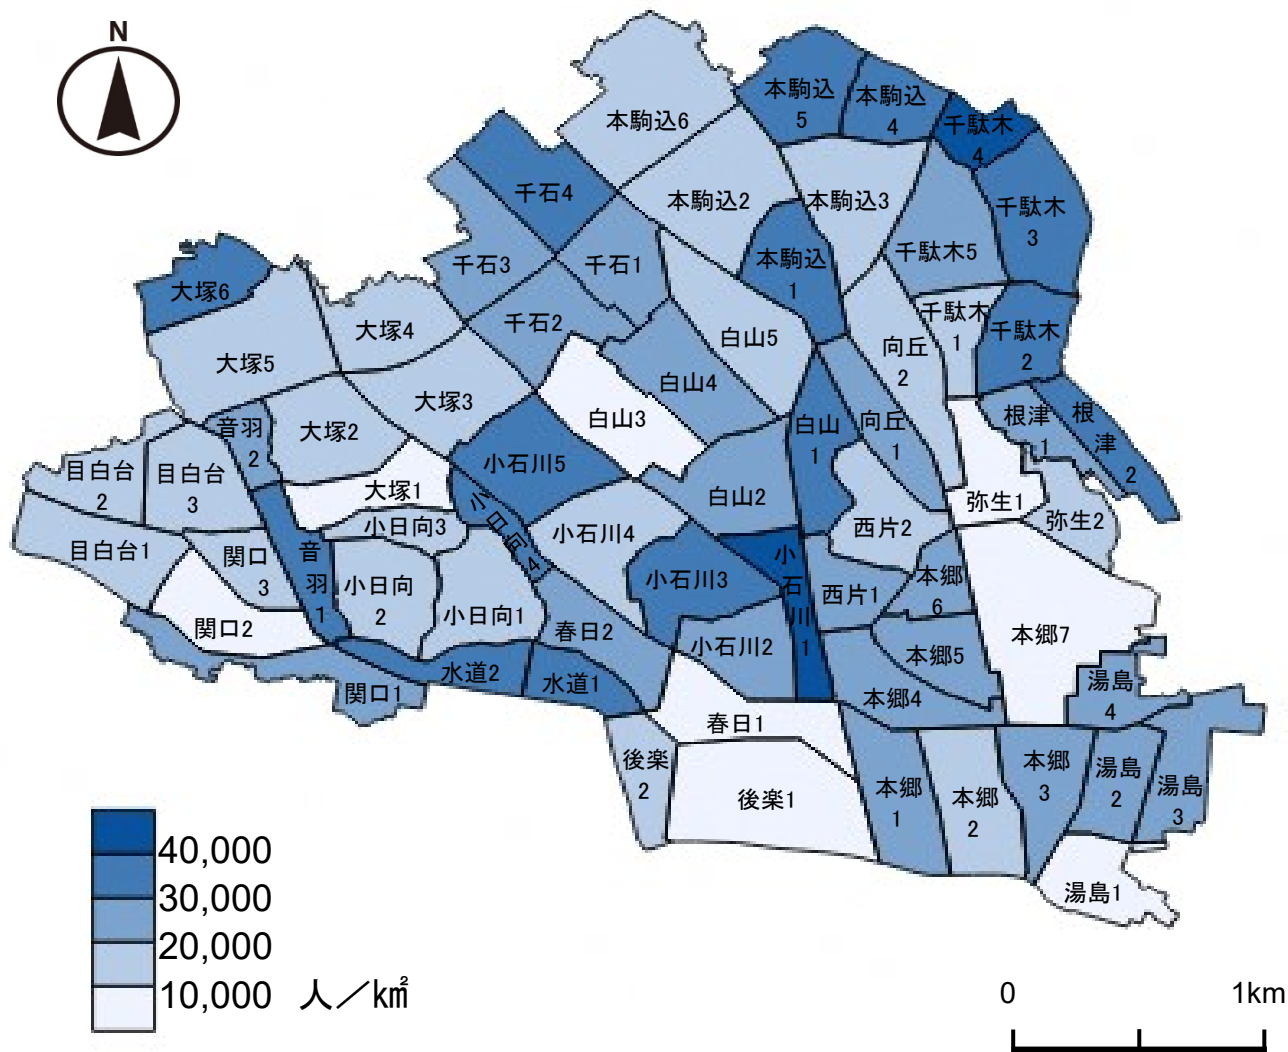 N
本駒込6
本駒込
5
本駒込
4
千駄木
4
千石4
本駒込2
本駒込3
千駄木
3
千石3
千石1
本駒込
1
千駄木5
大塚6
千石2
千駄木
1
千駄木
2
大塚4
大塚5
白山5
向丘
2
白山4
大塚3
白山3
白山
1
向丘
1
根津
1
根
津
2
音羽
2
大塚2
目白台
2
目白台
3
大塚1
小石川5
白山2
弥生1
弥生2
小日向3
小日向4
小石川4
西片2
目白台1
関口
3
音
羽
1
小日向
2
小日向1
小石川3
小
石
川
1
西片1
本郷
6
関口2
春日2
小石川2
本郷5
本郷7
関口1
水道2
水道1
本郷4
湯島
4
春日1
後楽
2
後楽1
本郷
1
本郷
2
本郷
3
湯島
2
湯島
3
湯島1
40,000
30,000
20,000
10,000 人／km²
0 1km